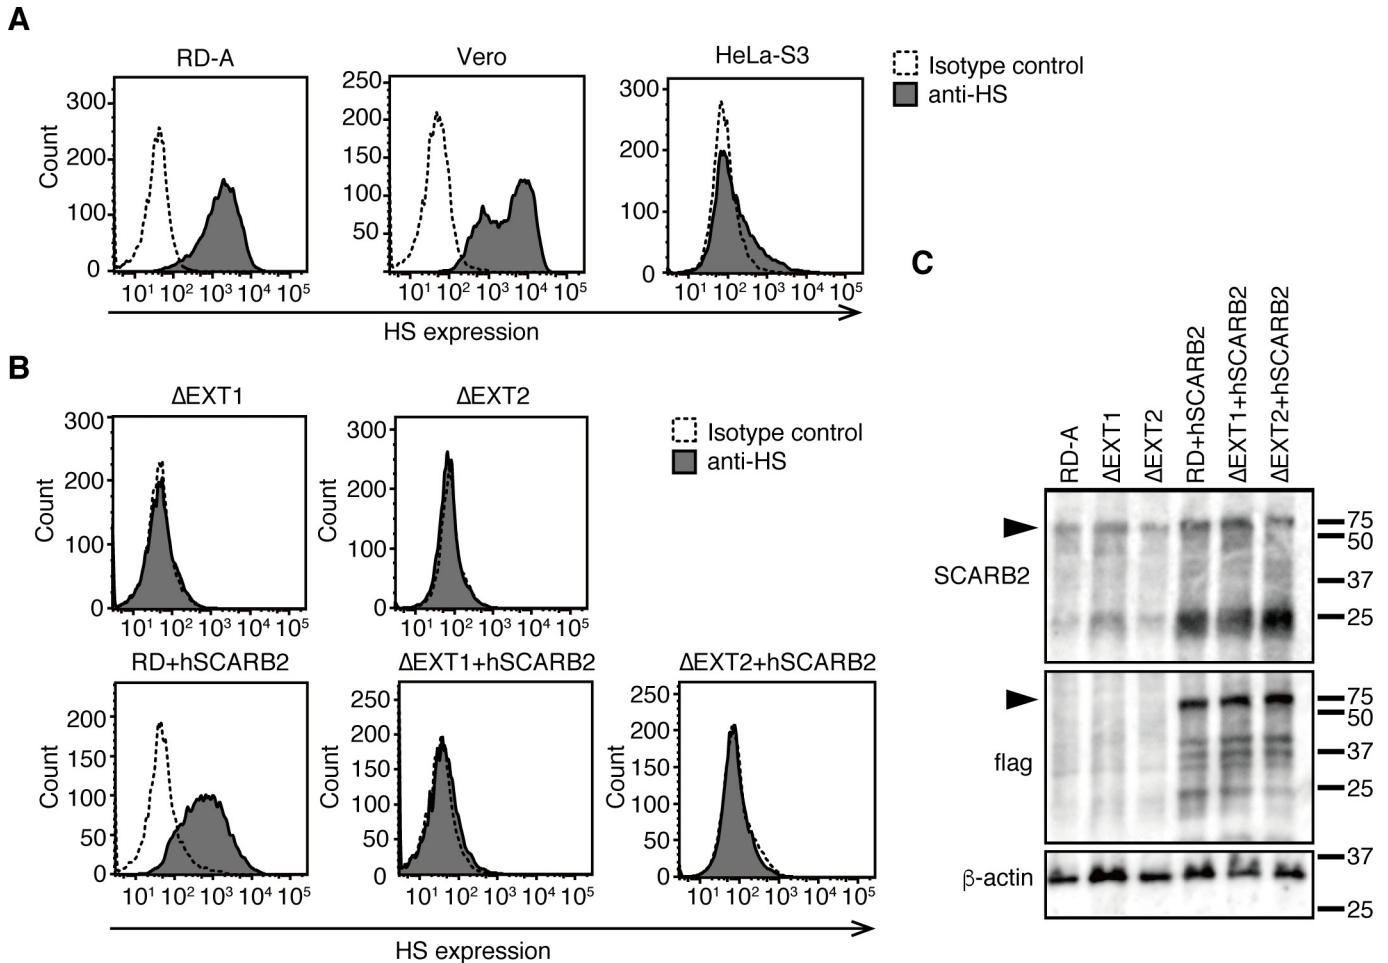 A
RD-A
Vero
HeLa-S3
Isotype control
anti-HS
Count
300
200
100
0
250
200
150
100
50
300
200
100
0
10¹ 10² 10³ 10⁴ 10⁵
10¹ 10² 10³ 10⁴ 10⁵
10¹ 10² 10³ 10⁴ 10⁵
HS expression
B
ΔEXT1
ΔEXT2
Isotype control
anti-HS
Count
300
200
100
0
Count
300
200
100
0
10¹ 10² 10³ 10⁴ 10⁵
10¹ 10² 10³ 10⁴ 10⁵
RD+hSCARB2
ΔEXT1+hSCARB2
ΔEXT2+hSCARB2
Count
200
150
100
50
0
Count
250
200
150
100
50
0
Count
250
200
150
100
50
0
10¹ 10² 10³ 10⁴ 10⁵
10¹ 10² 10³ 10⁴ 10⁵
10¹ 10² 10³ 10⁴ 10⁵
HS expression
C
RD-A
ΔEXT1
ΔEXT2
RD+hSCARB2
ΔEXT1+hSCARB2
ΔEXT2+hSCARB2
SCARB2
75
50
37
25
flag
75
50
37
25
β-actin
37
25